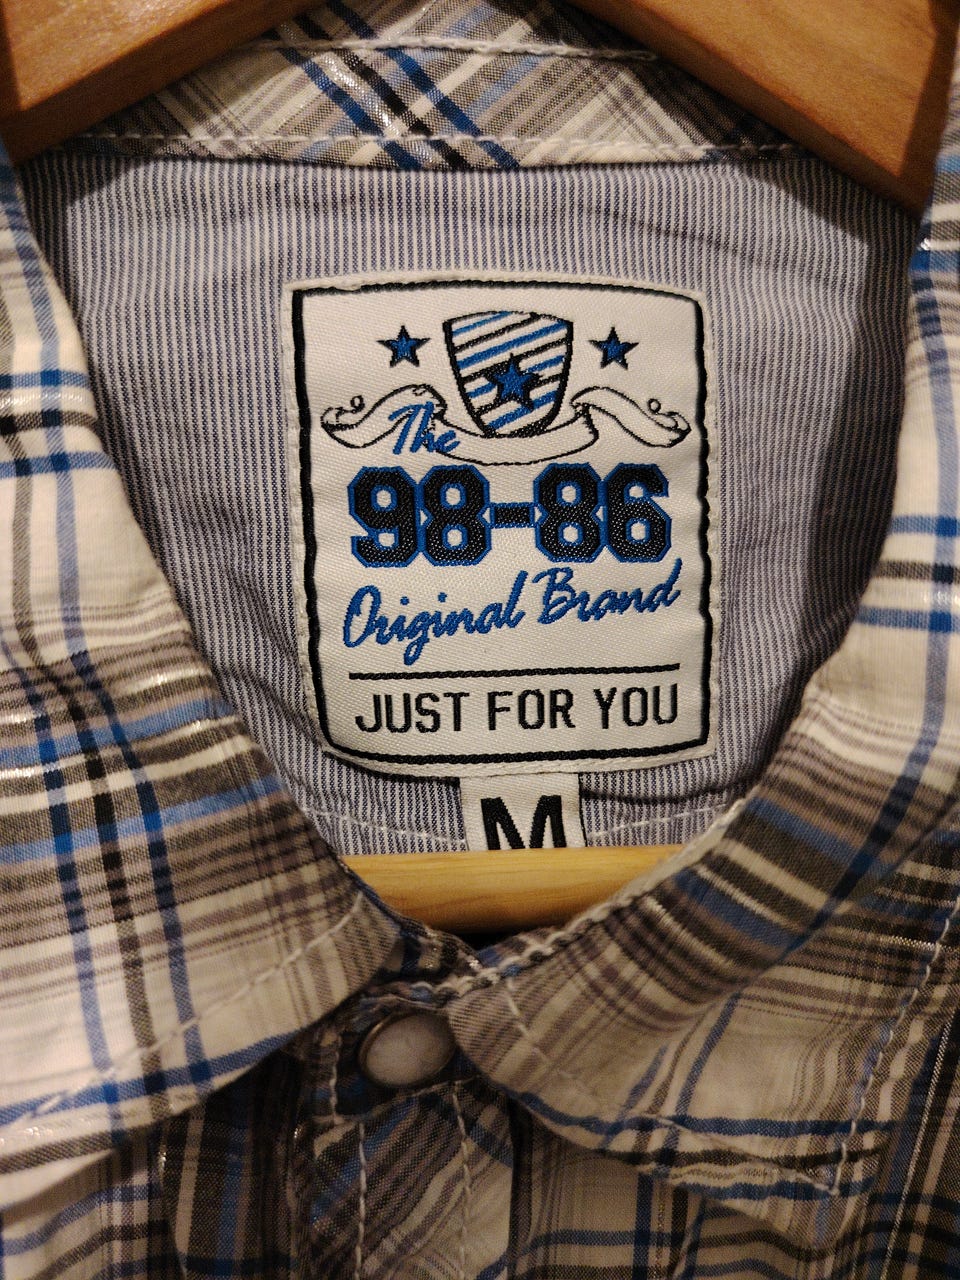 The
98-86
Original Brand
JUST FOR YOU
M